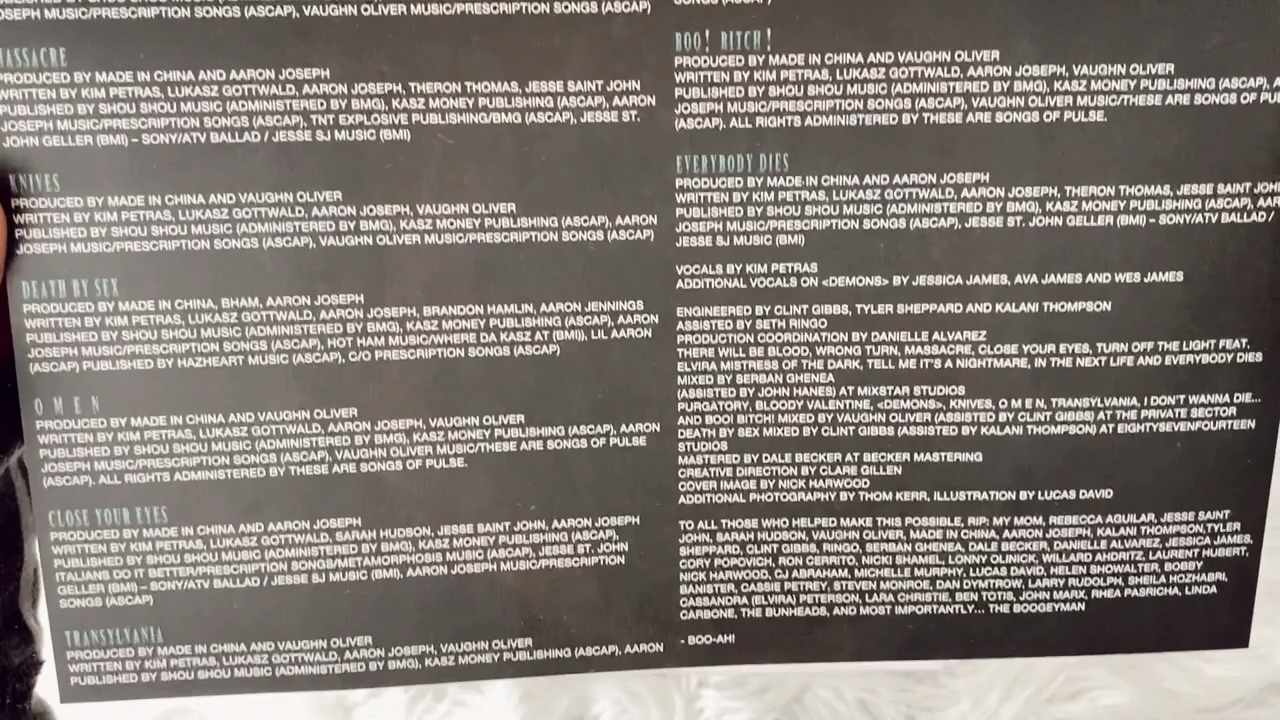 OSEPH MUSIC/PRESCRIPTION SONGS (ASCAP), VAUGHN OLIVER MUSIC/PRESCRIPTION SONGS (ASCAP)
MASSACRE
PRODUCED BY MADE IN CHINA AND AARON JOSEPH
WRITTEN BY KIM PETRAS, LUKASZ GOTTWALD, AARON JOSEPH, THERON THOMAS, JESSE SAINT JOHN
PUBLISHED BY SHOU SHOU MUSIC (ADMINISTERED BY BMG), KASZ MONEY PUBLISHING (ASCAP), AARON
JOSEPH MUSIC/PRESCRIPTION SONGS (ASCAP), TNT EXPLOSIVE PUBLISHING/BMG (ASCAP), JESSE ST.
JOHN GELLER (BMI) – SONY/ATV BALLAD / JESSE SJ MUSIC (BMI)
KNIVES
PRODUCED BY MADE IN CHINA AND VAUGHN OLIVER
WRITTEN BY KIM PETRAS, LUKASZ GOTTWALD, AARON JOSEPH, VAUGHN OLIVER
PUBLISHED BY SHOU SHOU MUSIC (ADMINISTERED BY BMG), KASZ MONEY PUBLISHING (ASCAP), AARON
JOSEPH MUSIC/PRESCRIPTION SONGS (ASCAP), VAUGHN OLIVER MUSIC/PRESCRIPTION SONGS (ASCAP)
DEATH BY SEX
PRODUCED BY MADE IN CHINA, BHAM, AARON JOSEPH
WRITTEN BY KIM PETRAS, LUKASZ GOTTWALD, AARON JOSEPH, BRANDON HAMLIN, AARON JENNINGS
PUBLISHED BY SHOU SHOU MUSIC (ADMINISTERED BY BMG), KASZ MONEY PUBLISHING (ASCAP), AARON
JOSEPH MUSIC/PRESCRIPTION SONGS (ASCAP), HOT HAM MUSIC/WHERE DA KASZ AT (BMI)), LIL AARON
(ASCAP) PUBLISHED BY HAZHEART MUSIC (ASCAP), C/O PRESCRIPTION SONGS (ASCAP)
O M E N
PRODUCED BY MADE IN CHINA AND VAUGHN OLIVER
WRITTEN BY KIM PETRAS, LUKASZ GOTTWALD, AARON JOSEPH, VAUGHN OLIVER
PUBLISHED BY SHOU SHOU MUSIC (ADMINISTERED BY BMG), KASZ MONEY PUBLISHING (ASCAP), AARON
JOSEPH MUSIC/PRESCRIPTION SONGS (ASCAP), VAUGHN OLIVER MUSIC/THESE ARE SONGS OF PULSE
(ASCAP). ALL RIGHTS ADMINISTERED BY THESE ARE SONGS OF PULSE.
CLOSE YOUR EYES
PRODUCED BY MADE IN CHINA AND AARON JOSEPH
WRITTEN BY KIM PETRAS, LUKASZ GOTTWALD, SARAH HUDSON, JESSE SAINT JOHN, AARON JOSEPH
PUBLISHED BY SHOU SHOU MUSIC (ADMINISTERED BY BMG), KASZ MONEY PUBLISHING (ASCAP),
ITALIANS DO IT BETTER/PRESCRIPTION SONGS/METAMORPHOSIS MUSIC (ASCAP), JESSE ST. JOHN
GELLER (BMI) – SONY/ATV BALLAD / JESSE SJ MUSIC (BMI), AARON JOSEPH MUSIC/PRESCRIPTION
SONGS (ASCAP)
TRANSYLVANIA
PRODUCED BY MADE IN CHINA AND VAUGHN OLIVER
WRITTEN BY KIM PETRAS, LUKASZ GOTTWALD, AARON JOSEPH, VAUGHN OLIVER
PUBLISHED BY SHOU SHOU MUSIC (ADMINISTERED BY BMG), KASZ MONEY PUBLISHING (ASCAP), AARON
BOO! BITCH!
PRODUCED BY MADE IN CHINA AND VAUGHN OLIVER
WRITTEN BY KIM PETRAS, LUKASZ GOTTWALD, AARON JOSEPH, VAUGHN OLIVER
PUBLISHED BY SHOU SHOU MUSIC (ADMINISTERED BY BMG), KASZ MONEY PUBLISHING (ASCAP), A
JOSEPH MUSIC/PRESCRIPTION SONGS (ASCAP), VAUGHN OLIVER MUSIC/THESE ARE SONGS OF PU
(ASCAP). ALL RIGHTS ADMINISTERED BY THESE ARE SONGS OF PULSE.
EVERYBODY DIES
PRODUCED BY MADE IN CHINA AND AARON JOSEPH
WRITTEN BY KIM PETRAS, LUKASZ GOTTWALD, AARON JOSEPH, THERON THOMAS, JESSE SAINT JOH
PUBLISHED BY SHOU SHOU MUSIC (ADMINISTERED BY BMG), KASZ MONEY PUBLISHING (ASCAP), AAR
JOSEPH MUSIC/PRESCRIPTION SONGS (ASCAP), JESSE ST. JOHN GELLER (BMI) – SONY/ATV BALLAD /
JESSE SJ MUSIC (BMI)
VOCALS BY KIM PETRAS
ADDITIONAL VOCALS ON <DEMONS> BY JESSICA JAMES, AVA JAMES AND WES JAMES
ENGINEERED BY CLINT GIBBS, TYLER SHEPPARD AND KALANI THOMPSON
ASSISTED BY SETH RINGO
PRODUCTION COORDINATION BY DANIELLE ALVAREZ
THERE WILL BE BLOOD, WRONG TURN, MASSACRE, CLOSE YOUR EYES, TURN OFF THE LIGHT FEAT.
ELVIRA MISTRESS OF THE DARK, TELL ME IT'S A NIGHTMARE, IN THE NEXT LIFE AND EVERYBODY DIES
MIXED BY SERBAN GHENEA
(ASSISTED BY JOHN HANES) AT MIXSTAR STUDIOS
PURGATORY, BLOODY VALENTINE, <DEMONS>, KNIVES, O M E N, TRANSYLVANIA, I DON'T WANNA DIE...
AND BOO! BITCH! MIXED BY VAUGHN OLIVER (ASSISTED BY CLINT GIBBS) AT THE PRIVATE SECTOR
DEATH BY SEX MIXED BY CLINT GIBBS (ASSISTED BY KALANI THOMPSON) AT EIGHTYSEVENFOURTEEN
STUDIOS
MASTERED BY DALE BECKER AT BECKER MASTERING
CREATIVE DIRECTION BY CLARE GILLEN
COVER IMAGE BY NICK HARWOOD
ADDITIONAL PHOTOGRAPHY BY THOM KERR, ILLUSTRATION BY LUCAS DAVID
TO ALL THOSE WHO HELPED MAKE THIS POSSIBLE, RIP: MY MOM, REBECCA AGUILAR, JESSE SAINT
JOHN, SARAH HUDSON, VAUGHN OLIVER, MADE IN CHINA, AARON JOSEPH, KALANI THOMPSON,TYLER
SHEPPARD, CLINT GIBBS, RINGO, SERBAN GHENEA, DALE BECKER, DANIELLE ALVAREZ, JESSICA JAMES,
CORY POPOVICH, RON CERRITO, NICKI SHAMEL, LONNY OLINICK, WILLARD AHDRITZ, LAURENT HUBERT,
NICK HARWOOD, CJ ABRAHAM, MICHELLE MURPHY, LUCAS DAVID, HELEN SHOWALTER, BOBBY
BANISTER, CASSIE PETREY, STEVEN MONROE, DAN DYMTROW, LARRY RUDOLPH, SHEILA HOZHABRI,
CASSANDRA (ELVIRA) PETERSON, LARA CHRISTIE, BEN TOTIS, JOHN MARX, RHEA PASRICHA, LINDA
CARBONE, THE BUNHEADS, AND MOST IMPORTANTLY... THE BOOGEYMAN
- BOO-AH!